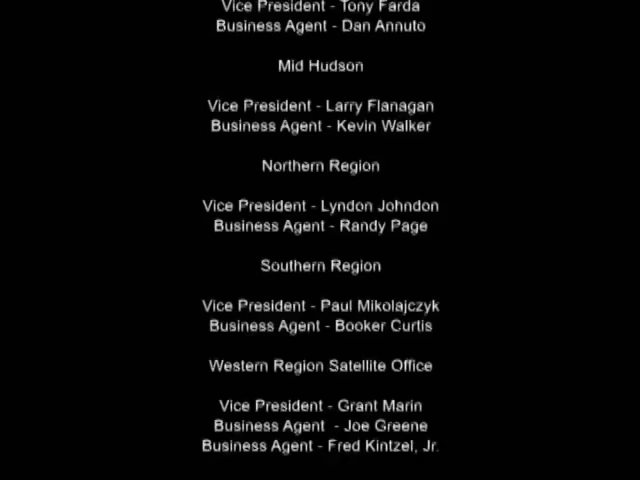 Vice President - Tony Farda
Business Agent - Dan Annuto
Mid Hudson
Vice President - Larry Flanagan
Business Agent - Kevin Walker
Northern Region
Vice President - Lyndon Johndon
Business Agent - Randy Page
Southern Region
Vice President - Paul Mikolajczyk
Business Agent - Booker Curtis
Western Region Satellite Office
Vice President - Grant Marin
Business Agent - Joe Greene
Business Agent - Fred Kintzel, Jr.